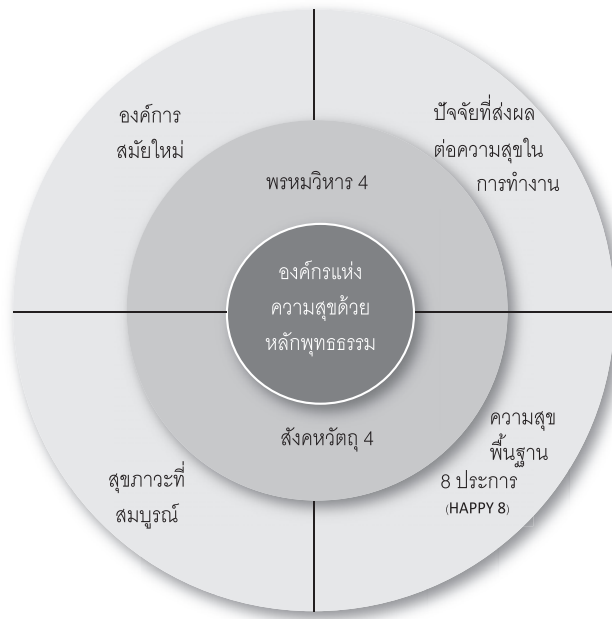 องค์การ
สมัยใหม่
ปัจจัยที่ส่งผล
ต่อความสุขใน
การทำงาน
พรหมวิหาร 4
องค์กรแห่ง
ความสุขด้วย
หลักพุทธธรรม
สังคหวัตถุ 4
สุขภาวะที่
สมบูรณ์
ความสุข
พื้นฐาน
8 ประการ
(HAPPY 8)